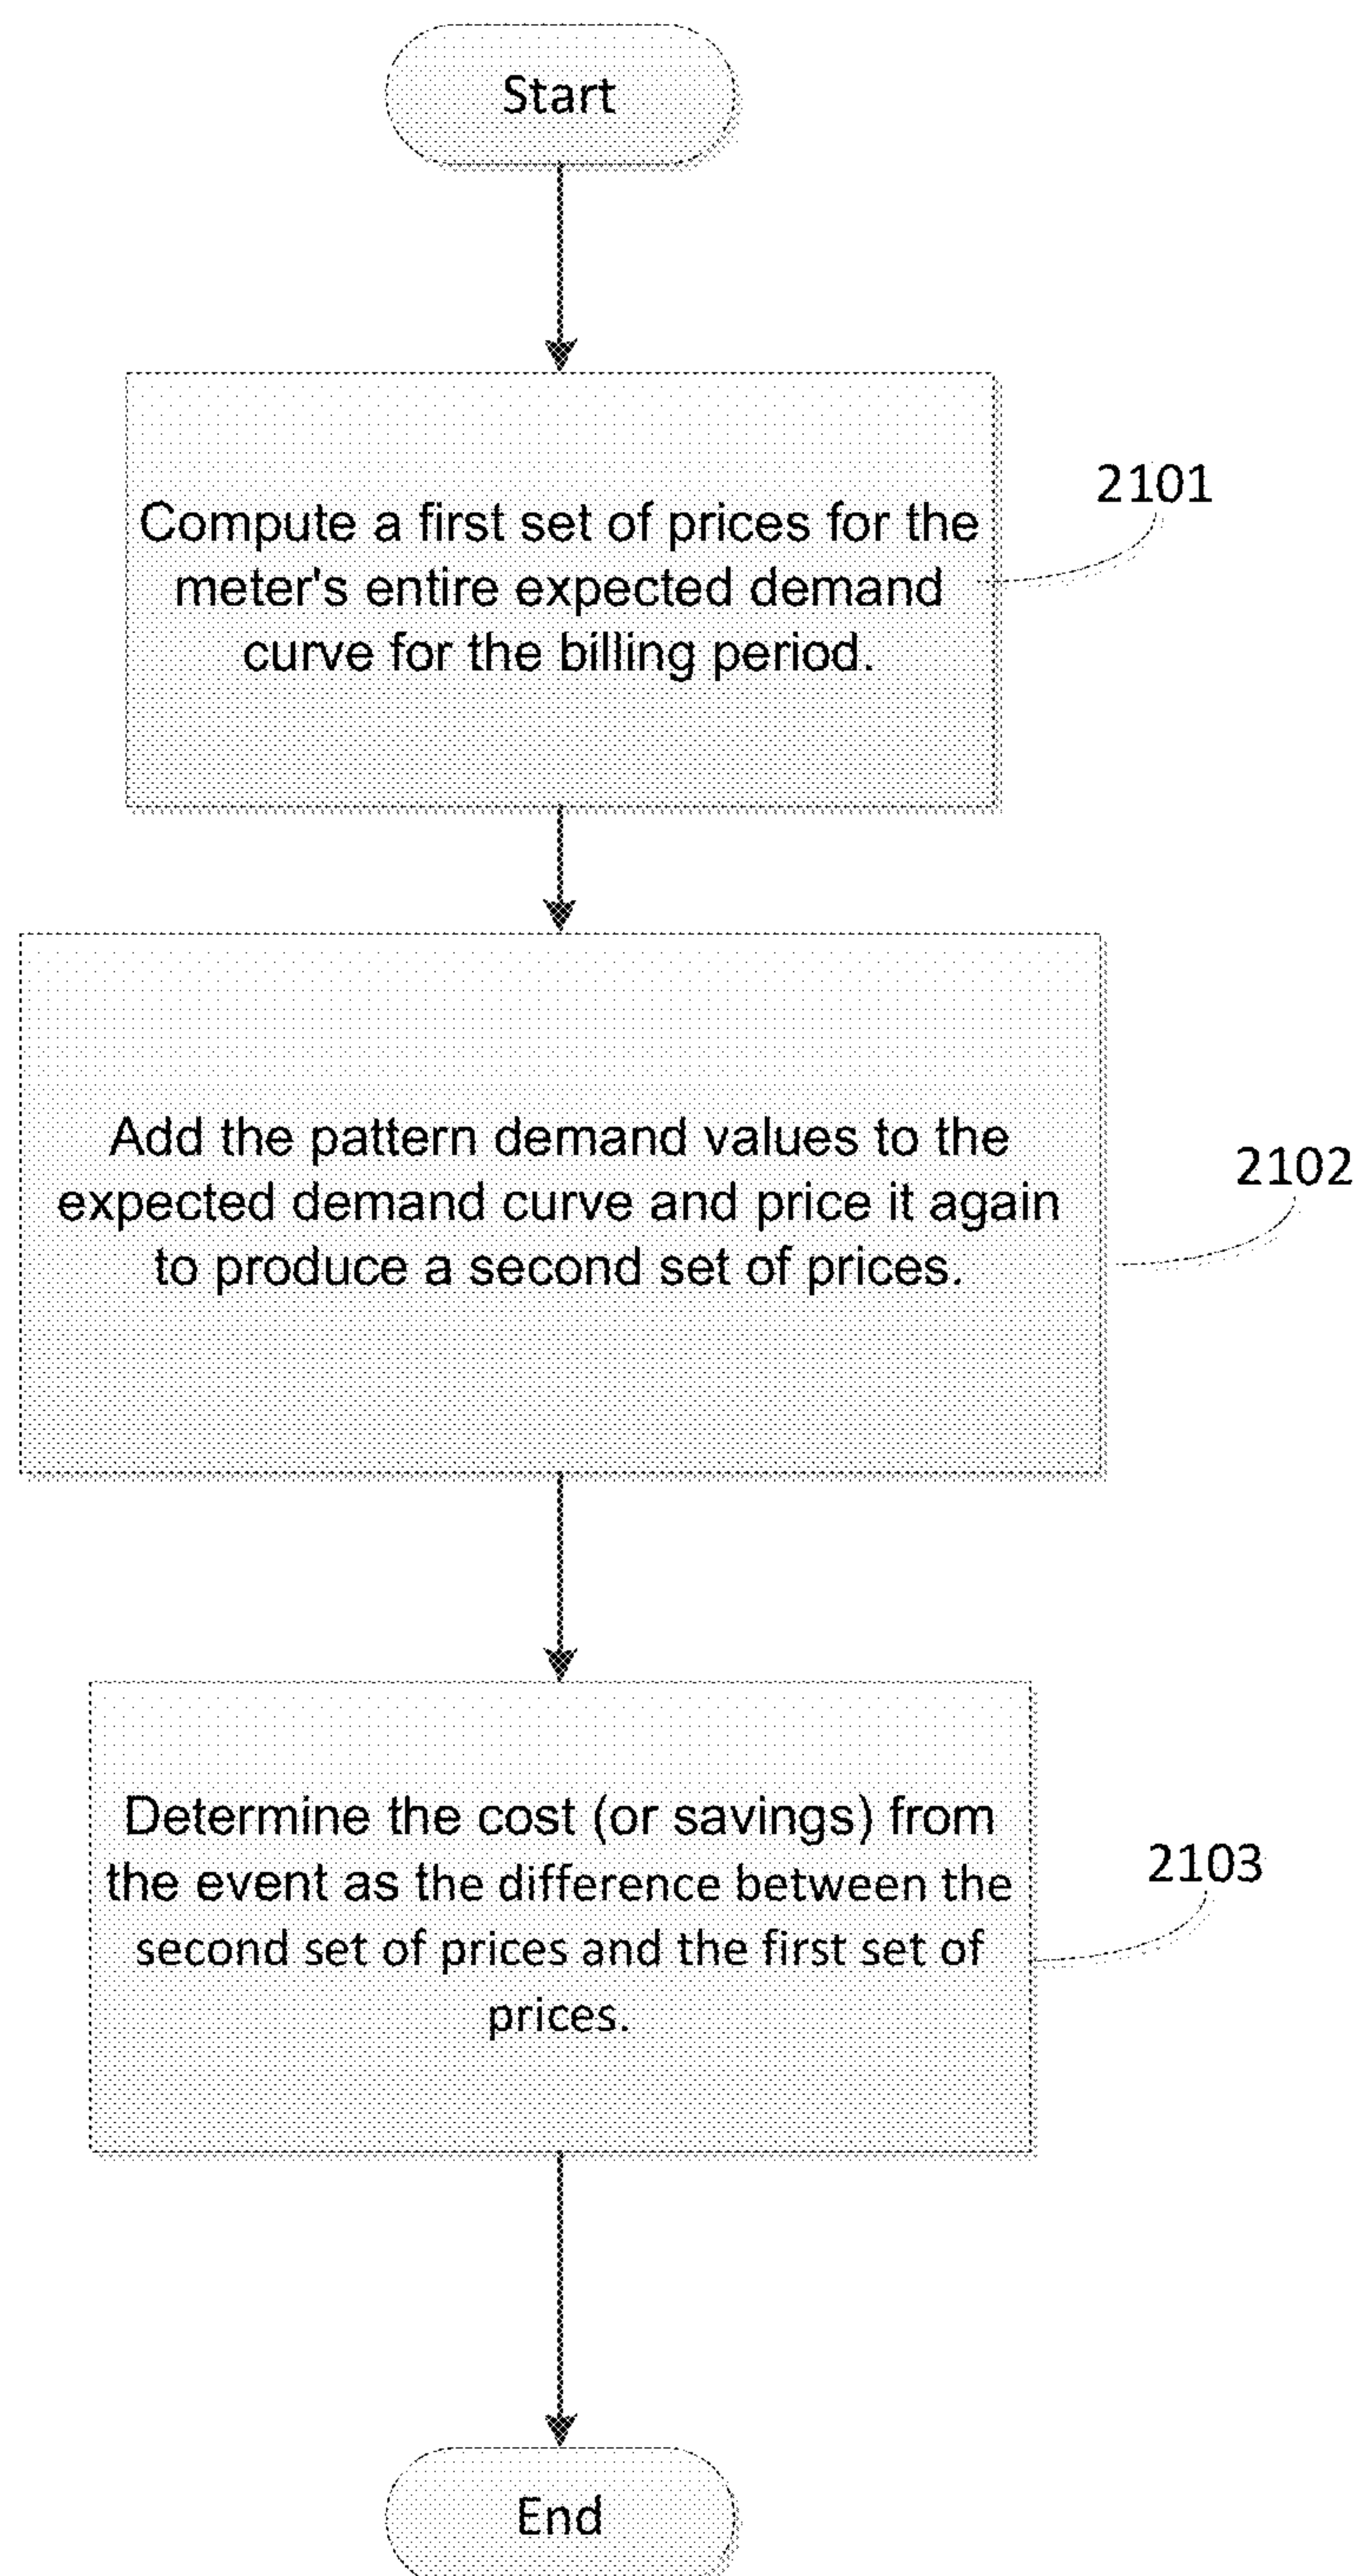 Start
Compute a first set of prices for the
meter's entire expected demand
curve for the billing period.
2101
Add the pattern demand values to the
expected demand curve and price it again
to produce a second set of prices.
2102
Determine the cost (or savings) from
the event as the difference between the
second set of prices and the first set of
prices.
2103
End